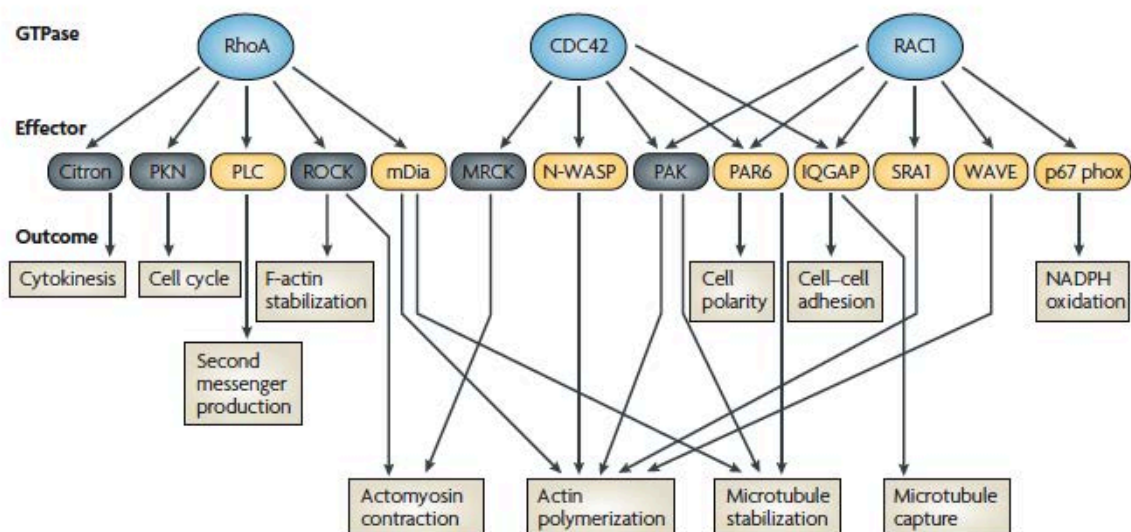 GTPase
RhoA
CDC42
RAC1
Effector
Citron
PKN
PLC
ROCK
mDia
MRCK
N-WASP
PAK
PAR6
IQGAP
SRA1
WAVE
p67 phox
Outcome
Cytokinesis
Cell cycle
F-actin
stabilization
Cell
polarity
Cell–cell
adhesion
NADPH
oxidation
Second
messenger
production
Actomyosin
contraction
Actin
polymerization
Microtubule
stabilization
Microtubule
capture